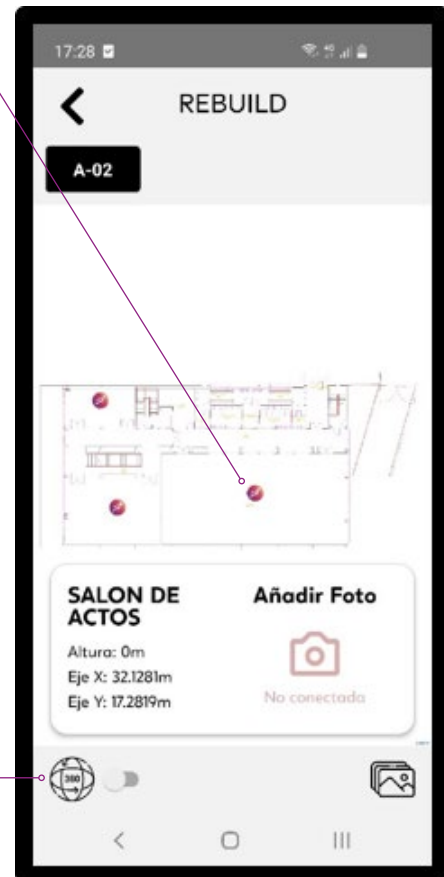 17:28
REBUILD
A-02
SALON DE
ACTOS
Altura: 0m
Eje X: 32.1281m
Eje Y: 17.2819m
Añadir Foto
No conectada
360